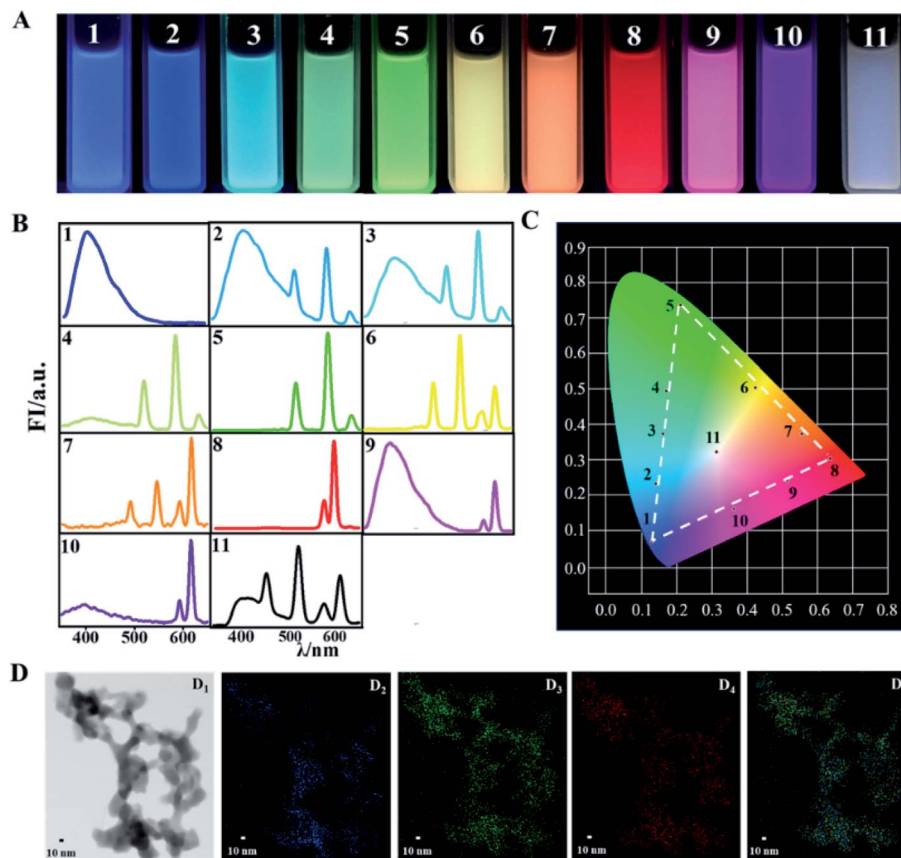 A
1 2 3 4 5 6 7 8 9 10 11
B
1 2 3
4 5 6
7 8 9
10 11
FI/a.u.
400 500 600 400 500 600
λ/nm
C
0.9
0.8
0.7
0.6
0.5
0.4
0.3
0.2
0.1
0.0
5
4
6
3
7
11
2
8
9
1
10
0.0 0.1 0.2 0.3 0.4 0.5 0.6 0.7 0.8
D
D1 D2 D3 D4 D
10 nm 10 nm 10 nm 10 nm 10 nm